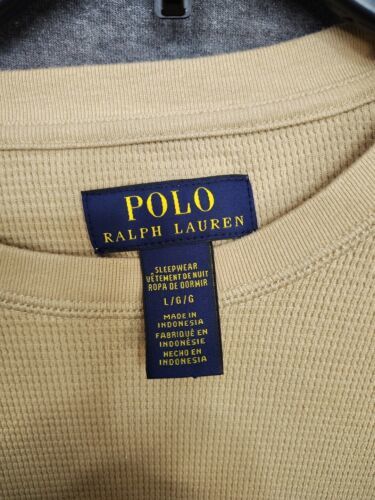 POLO
RALPH LAUREN
SLEEPWEAR
VÊTEMENT DE NUIT
ROPA DE DORMIR
L/G/G
MADE IN
INDONESIA
FABRIQUÉ EN
INDONÉSIE
HECHO EN
INDONESIA